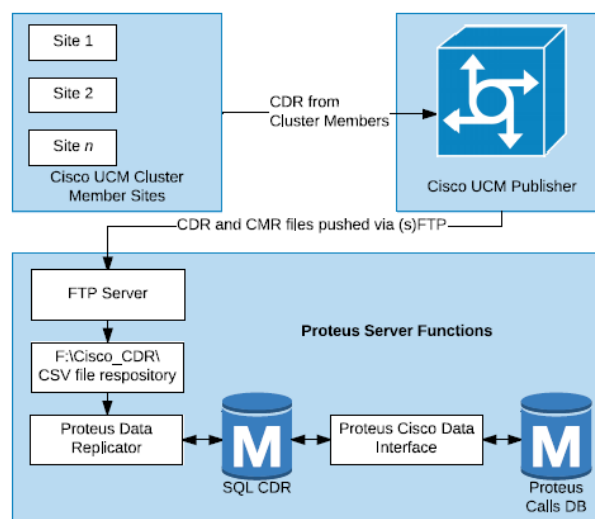 Site 1
Site 2
Site n
Cisco UCM Cluster
Member Sites
CDR from
Cluster Members
Cisco UCM Publisher
CDR and CMR files pushed via (s)FTP
FTP Server
Proteus Server Functions
F:\Cisco_CDR\
CSV file respository
Proteus Data
Replicator
M
SQL CDR
Proteus Cisco Data
Interface
M
Proteus
Calls DB